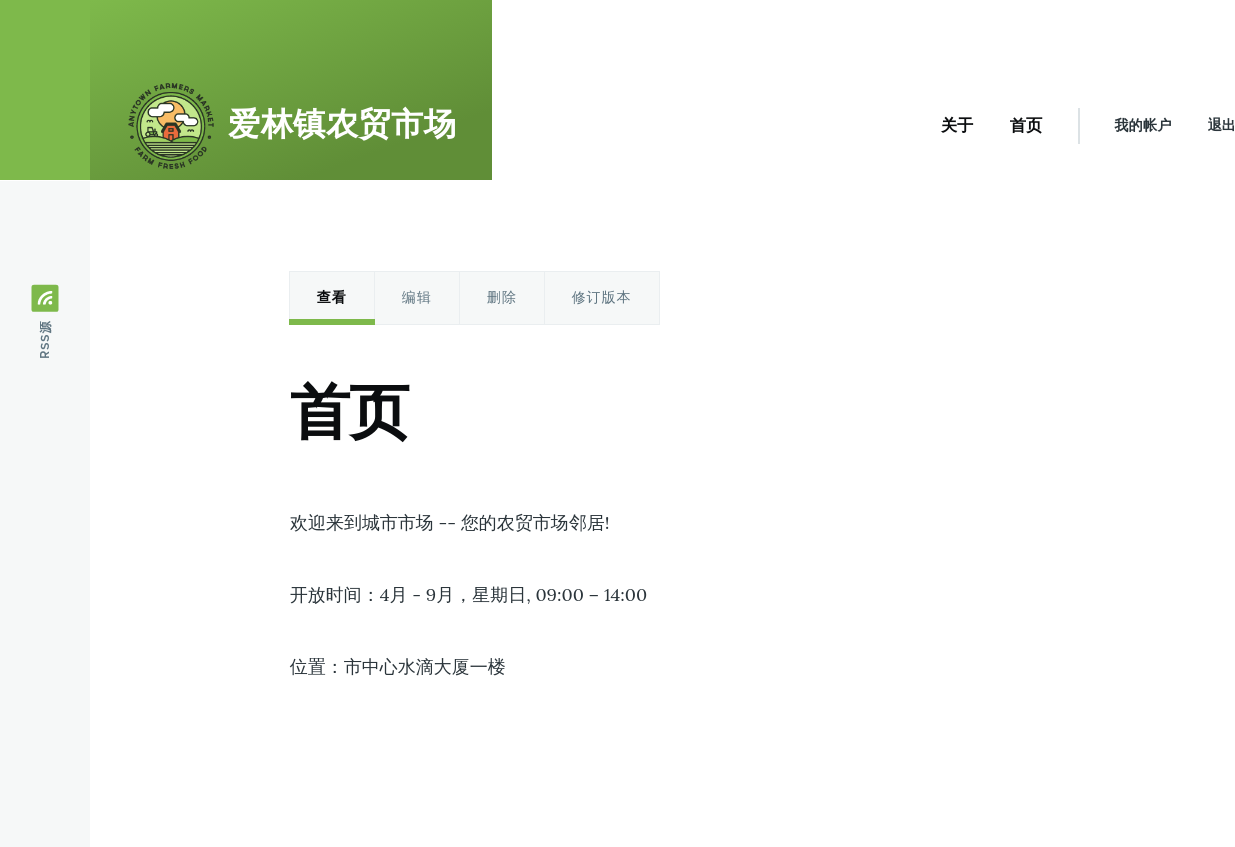 ANYTOWN FARMERS MARKET
FARM FRESH FOOD
爱林镇农贸市场
关于
首页
我的帐户
退出
RSS源
查看
编辑
删除
修订版本
首页
欢迎来到城市市场 -- 您的农贸市场邻居!
开放时间：4月 - 9月，星期日, 09:00 – 14:00
位置：市中心水滴大厦一楼